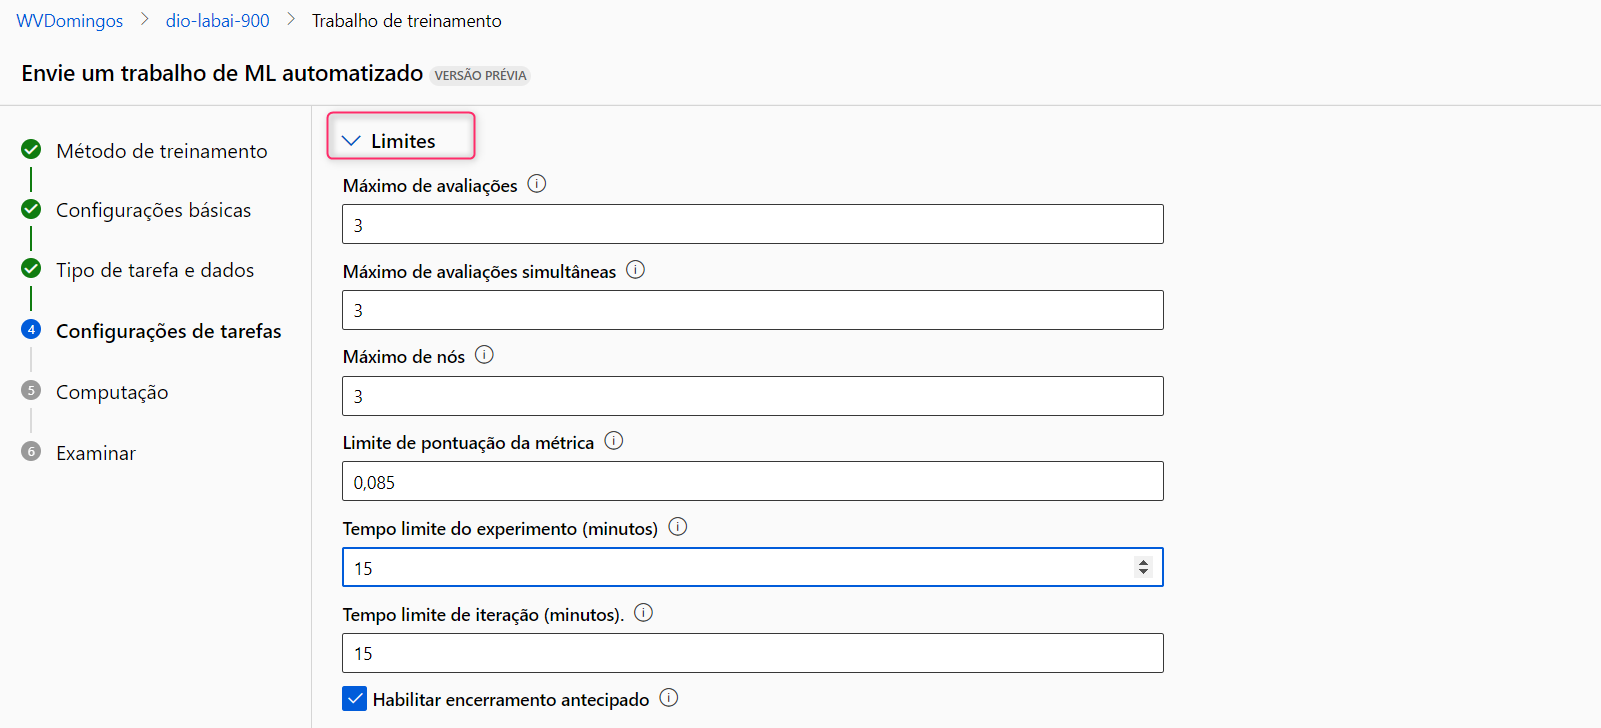 WVDomingos > dio-labai-900 > Trabalho de treinamento
Envie um trabalho de ML automatizado VERSÃO PRÉVIA
Método de treinamento
Configurações básicas
Tipo de tarefa e dados
4 Configurações de tarefas
5 Computação
6 Examinar
Limites
Máximo de avaliações
3
Máximo de avaliações simultâneas
3
Máximo de nós
3
Limite de pontuação da métrica
0,085
Tempo limite do experimento (minutos)
15
Tempo limite de iteração (minutos).
15
Habilitar encerramento antecipado